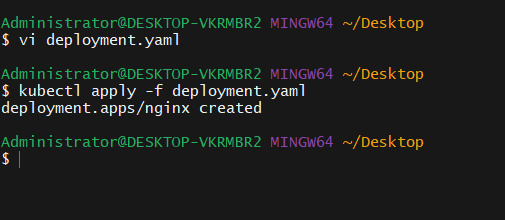 Administrator@DESKTOP-VKRMBR2 MINGW64 ~/Desktop
$ vi deployment.yaml
Administrator@DESKTOP-VKRMBR2 MINGW64 ~/Desktop
$ kubectl apply -f deployment.yaml
deployment.apps/nginx created
Administrator@DESKTOP-VKRMBR2 MINGW64 ~/Desktop
$